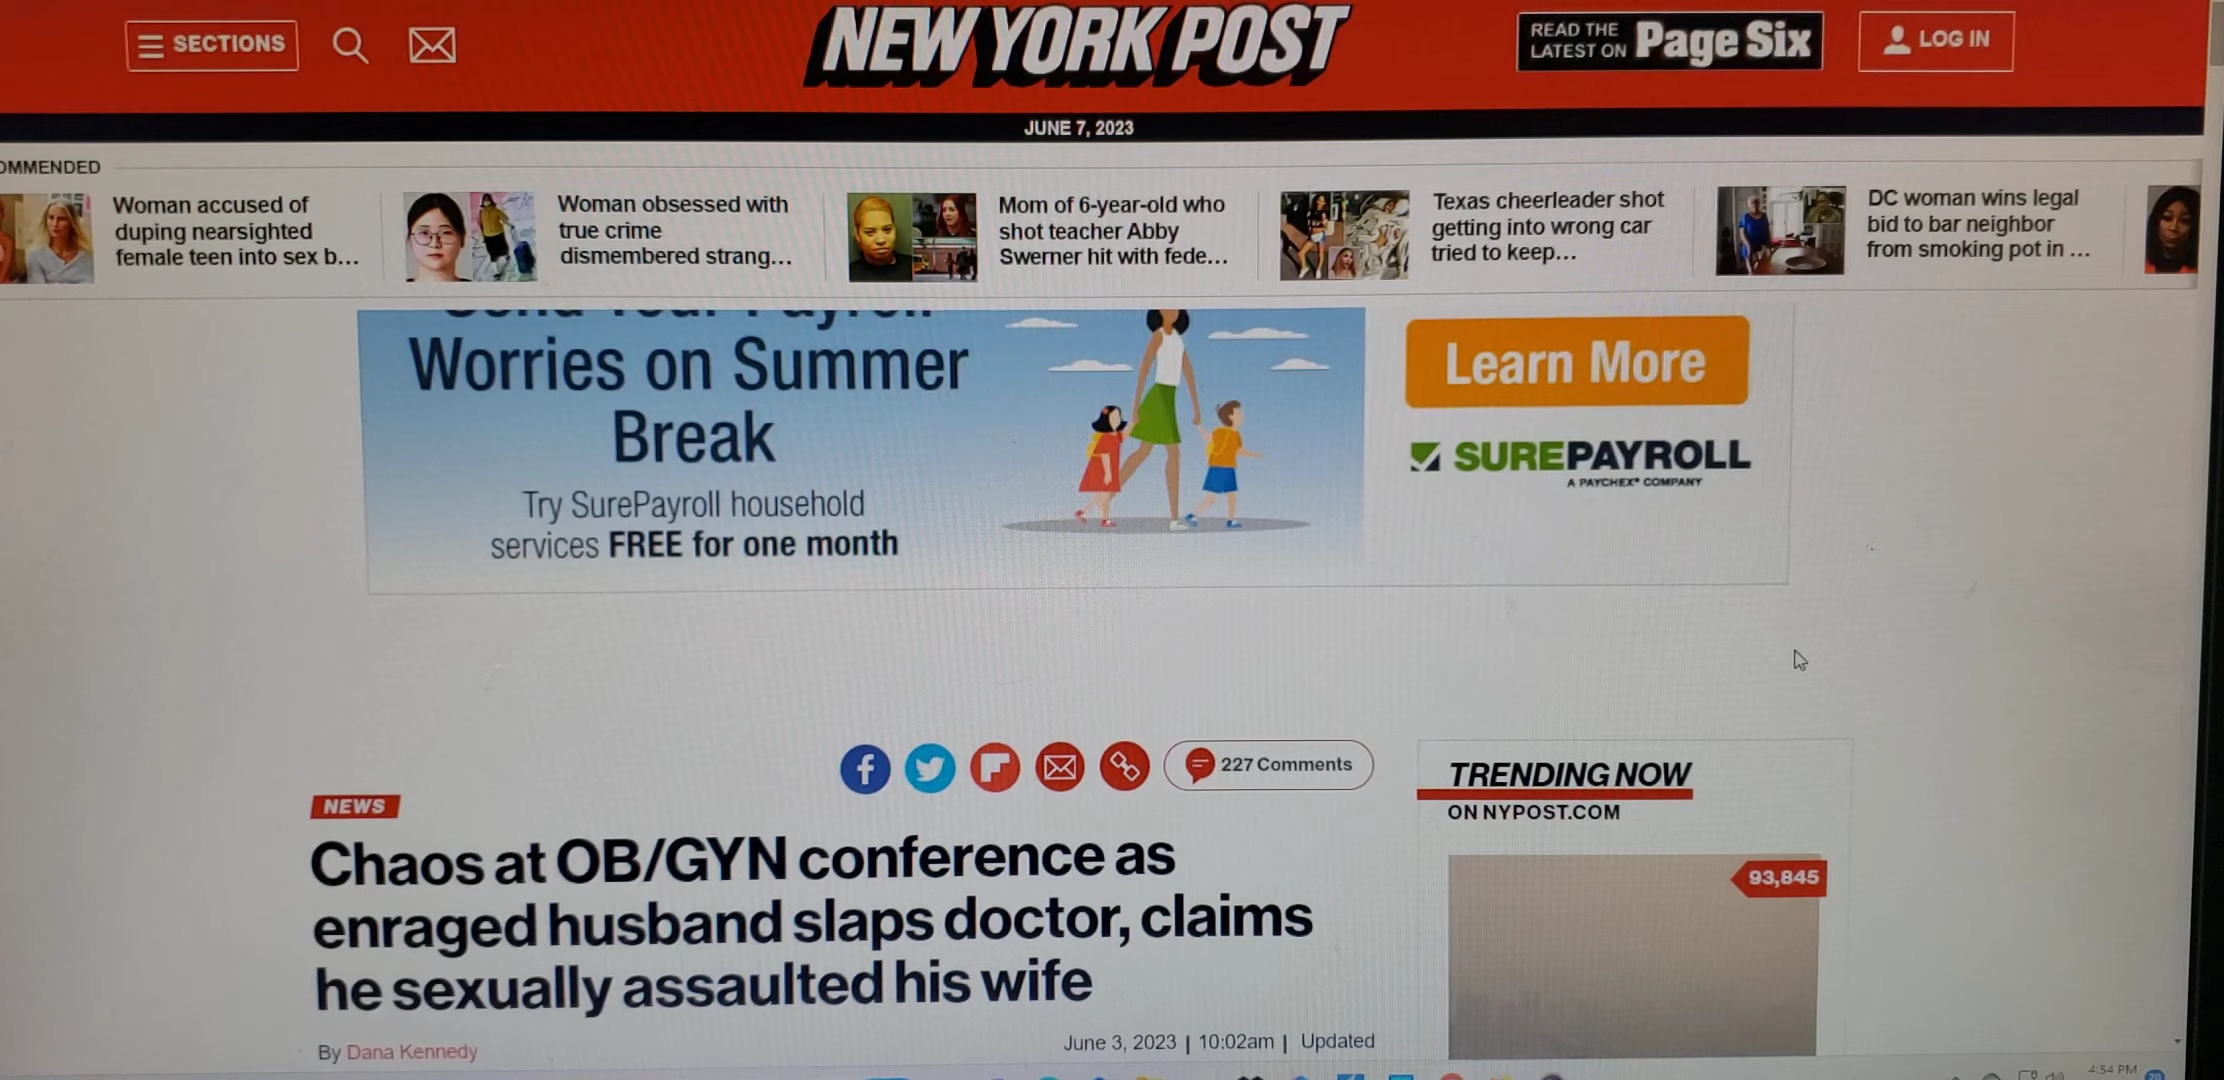 SECTIONS
NEW YORK POST
READ THE
LATEST ON
Page Six
LOG IN
JUNE 7, 2023
OMMENDED
Woman accused of
duping nearsighted
female teen into sex b...
Woman obsessed with
true crime
dismembered strang...
Mom of 6-year-old who
shot teacher Abby
Swerner hit with fede...
Texas cheerleader shot
getting into wrong car
tried to keep...
DC woman wins legal
bid to bar neighbor
from smoking pot in ...
Send Your Payroll
Worries on Summer
Break
Try SurePayroll household
services FREE for one month
Learn More
SUREPAYROLL
A PAYCHEX® COMPANY
227 Comments
TRENDING NOW
ON NYPOST.COM
93,845
NEWS
Chaos at OB/GYN conference as
enraged husband slaps doctor, claims
he sexually assaulted his wife
By Dana Kennedy
June 3, 2023 | 10:02am | Updated
4:54 PM